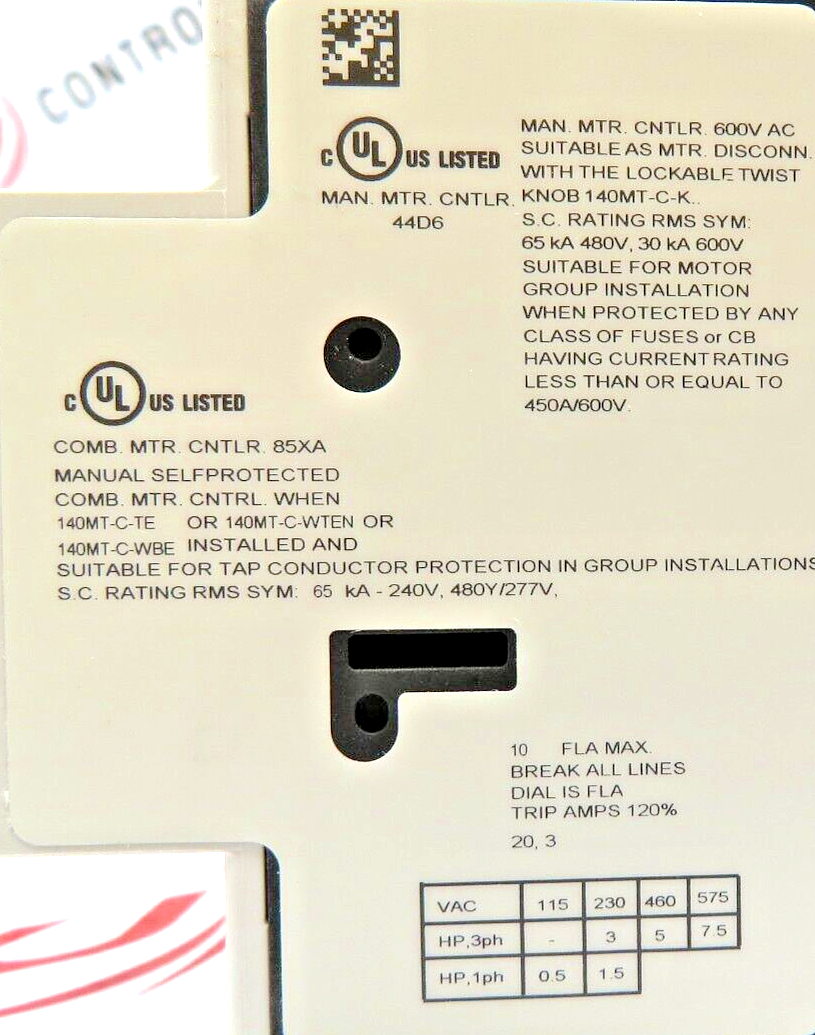 CONTRO
C UL US LISTED
MAN. MTR. CNTLR.
44D6
MAN. MTR. CNTLR. 600V AC
SUITABLE AS MTR. DISCONN.
WITH THE LOCKABLE TWIST
KNOB 140MT-C-K..
S.C. RATING RMS SYM:
65 kA 480V, 30 kA 600V
SUITABLE FOR MOTOR
GROUP INSTALLATION
WHEN PROTECTED BY ANY
CLASS OF FUSES or CB
HAVING CURRENT RATING
LESS THAN OR EQUAL TO
450A/600V.
C UL US LISTED
COMB. MTR. CNTLR. 85XA
MANUAL SELFPROTECTED
COMB. MTR. CNTRL. WHEN
140MT-C-TE OR 140MT-C-WTEN OR
140MT-C-WBE INSTALLED AND
SUITABLE FOR TAP CONDUCTOR PROTECTION IN GROUP INSTALLATIONS
S.C. RATING RMS SYM: 65 kA - 240V, 480Y/277V,
10 FLA MAX.
BREAK ALL LINES
DIAL IS FLA
TRIP AMPS 120%
20, 3
VAC 115 230 460 575
HP,3ph - 3 5 7.5
HP,1ph 0.5 1.5